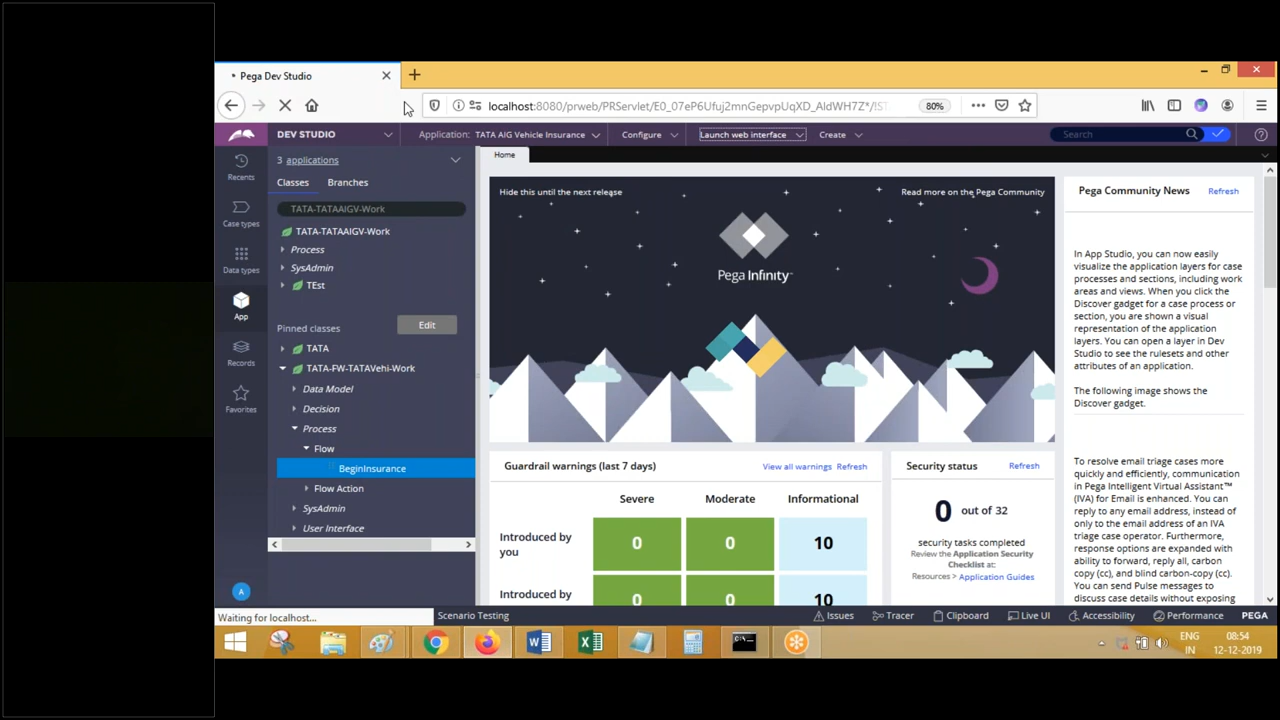 Pega Dev Studio
localhost:8080/prweb/PRServlet/E0_07eP6Ufuj2mnGepvpUqXD_AldWH7Z*/!ST
80%
DEV STUDIO
Application: TATA AIG Vehicle Insurance
Configure
Launch web interface
Create
Search
Recents
Case types
Data types
App
Records
Favorites
A
3 applications
Classes
Branches
TATA-TATAAIGV-Work
TATA-TATAAIGV-Work
Process
SysAdmin
TEst
Pinned classes
Edit
TATA
TATA-FW-TATAVehi-Work
Data Model
Decision
Process
Flow
BeginInsurance
Flow Action
SysAdmin
User Interface
Home
Hide this until the next release
Read more on the Pega Community
Pega Infinity
Guardrail warnings (last 7 days)
View all warnings Refresh
Severe
Moderate
Informational
Introduced by
you
0
0
10
Introduced by
0
0
10
Security status
Refresh
0 out of 32
security tasks completed
Review the Application Security
Checklist at:
Resources > Application Guides
Pega Community News
Refresh
In App Studio, you can now easily
visualize the application layers for case
processes and sections, including work
areas and views. When you click the
Discover gadget for a case process or
section, you are shown a visual
representation of the application
layers. You can open a layer in Dev
Studio to see the rulesets and other
attributes of an application.
The following image shows the
Discover gadget.
To resolve email triage cases more
quickly and efficiently, communication
in Pega Intelligent Virtual Assistant™
(IVA) for Email is enhanced. You can
reply to any email address, instead of
only to the email address of an IVA
triage case operator. Furthermore,
response options are expanded with
ability to forward, reply all, carbon
copy (cc), and blind carbon-copy (cc).
You can send Pulse messages to
discuss case details without exposing
Waiting for localhost...
Scenario Testing
Issues
Tracer
Clipboard
Live UI
Accessibility
Performance
PEGA
ENG
IN
08:54
12-12-2019